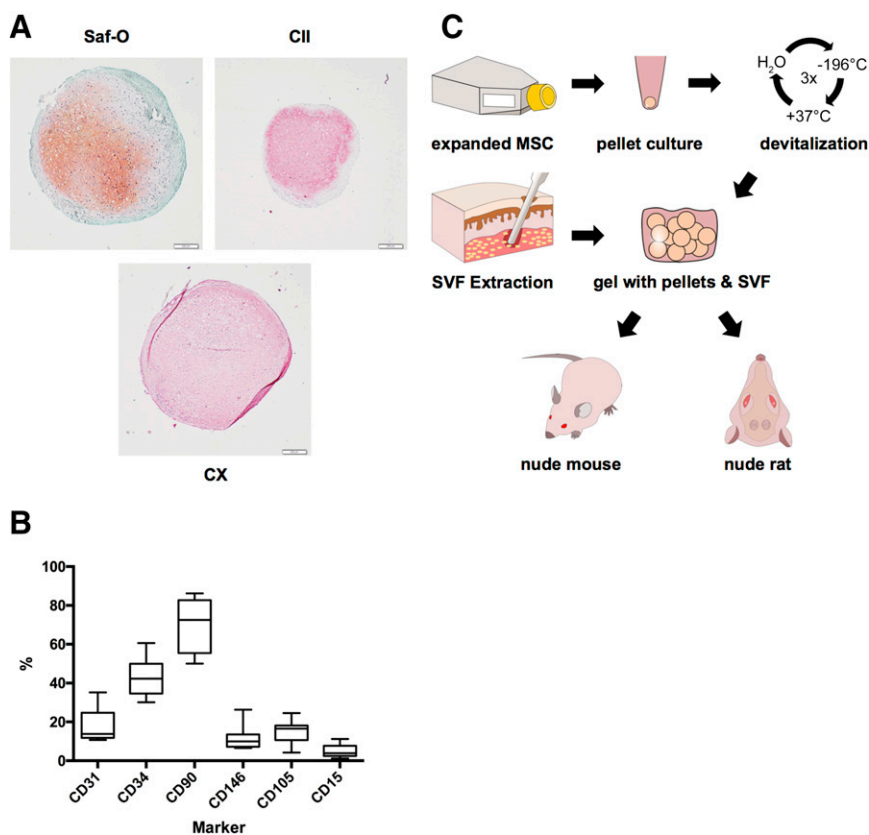 A
Saf-O
CII
CX
B
100
80
60
40
20
0
%
CD31
CD34
CD90
CD146
CD105
CD15
Marker
C
H₂O
-196°C
3x
+37°C
expanded MSC
pellet culture
devitalization
SVF Extraction
gel with pellets & SVF
nude mouse
nude rat